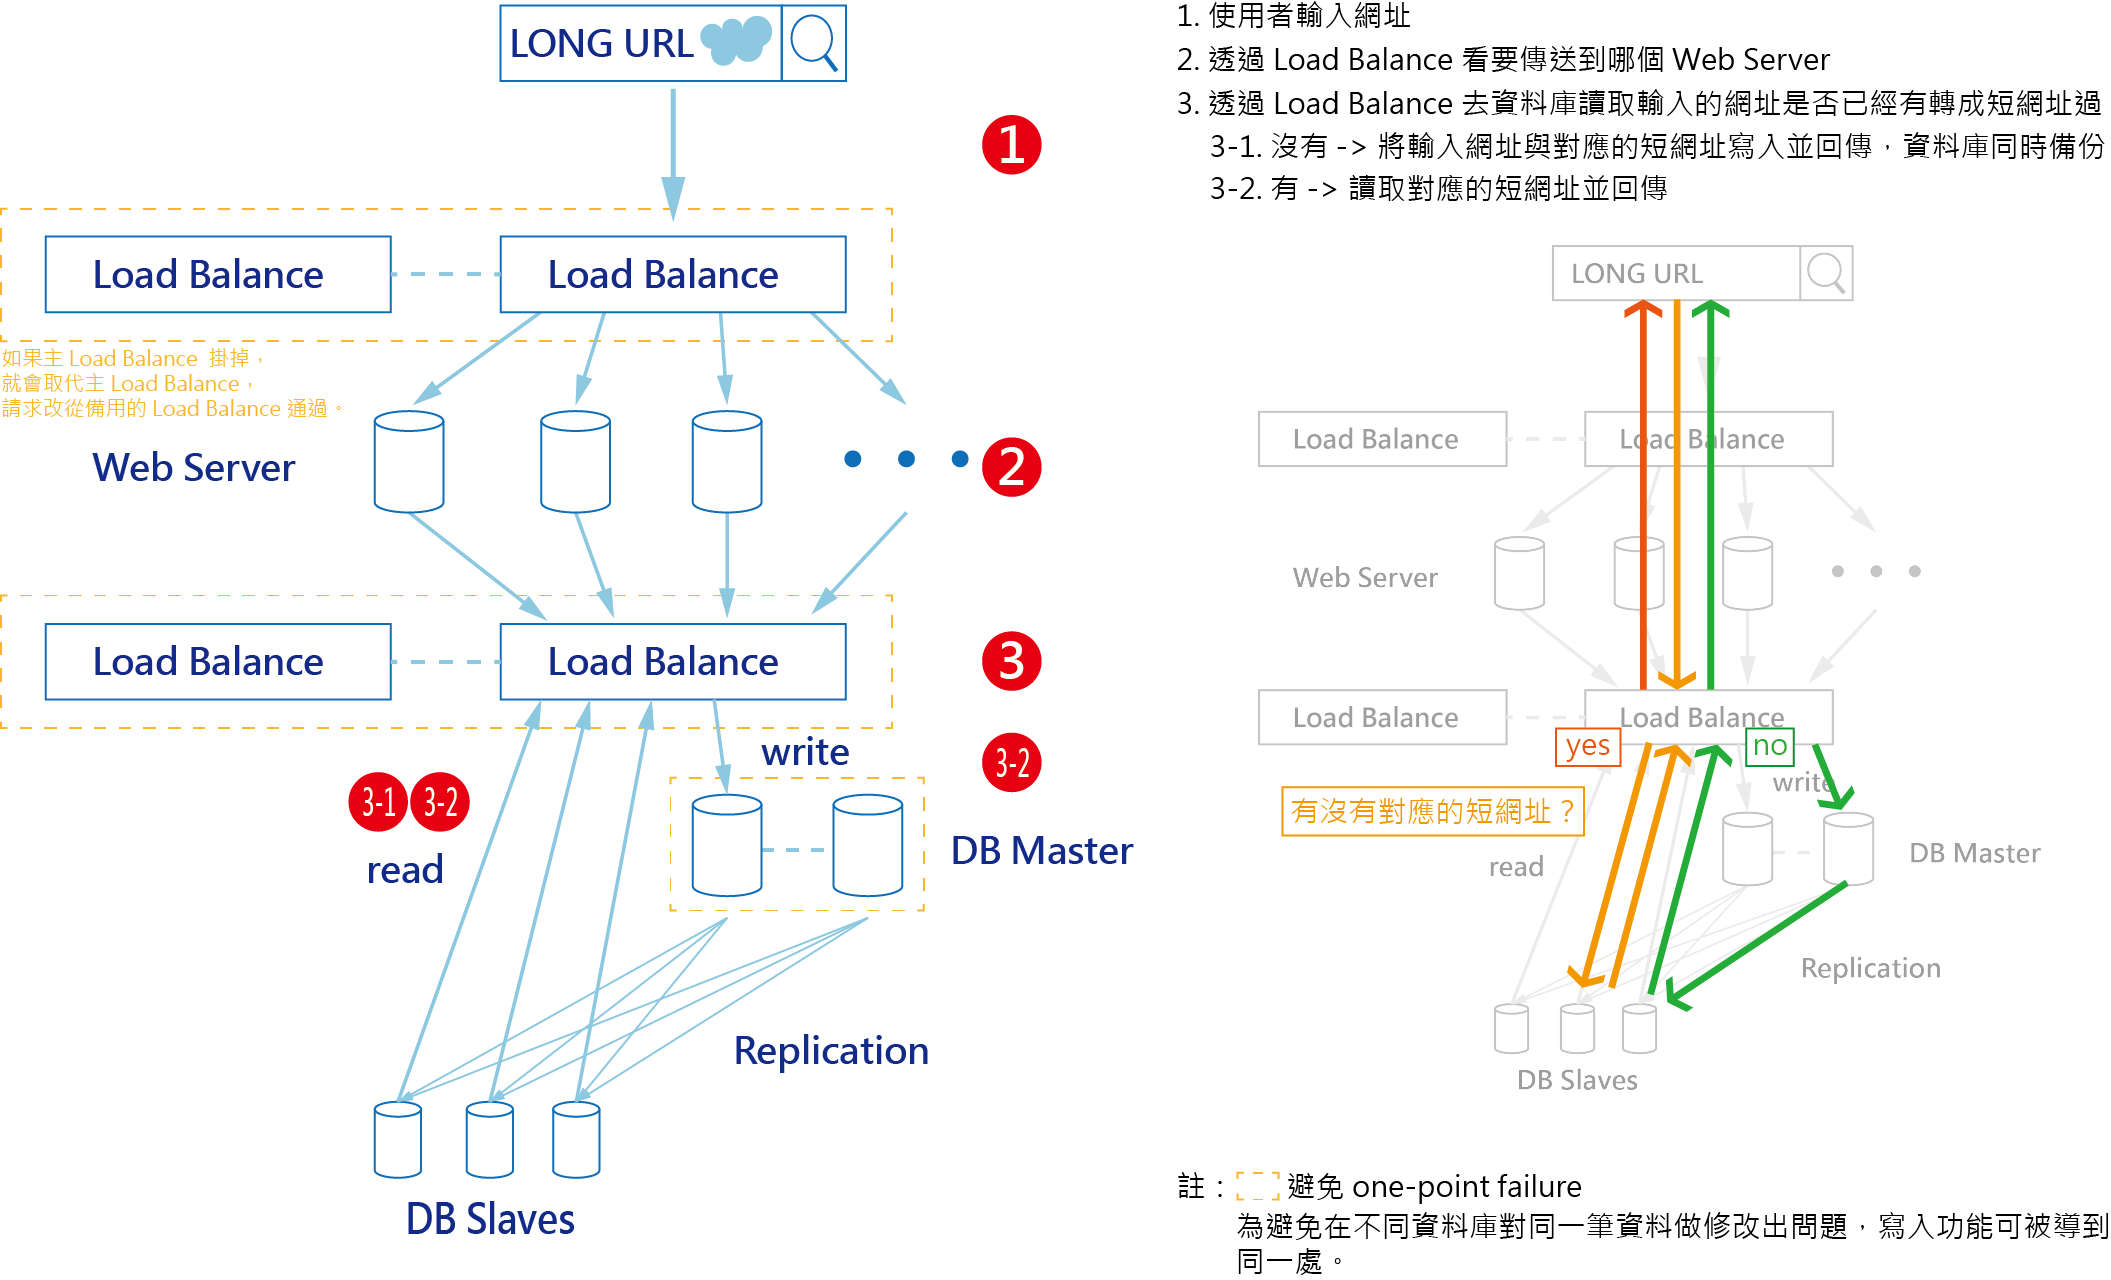 LONG URL
1
Load Balance
Load Balance
如果主 Load Balance 掛掉，
就會取代主 Load Balance，
請求改從備用的 Load Balance 通過。
Web Server
2
Load Balance
Load Balance
3
write
3-2
3-1
3-2
read
DB Master
Replication
DB Slaves
1. 使用者輸入網址
2. 透過 Load Balance 看要傳送到哪個 Web Server
3. 透過 Load Balance 去資料庫讀取輸入的網址是否已經有轉成短網址過
3-1. 沒有 -> 將輸入網址與對應的短網址寫入並回傳，資料庫同時備份
3-2. 有 -> 讀取對應的短網址並回傳
LONG URL
Load Balance
Load Balance
Web Server
Load Balance
Load Balance
yes
no
write
有沒有對應的短網址？
read
DB Master
Replication
DB Slaves
註：避免 one-point failure
為避免在不同資料庫對同一筆資料做修改出問題，寫入功能可被導到
同一處。